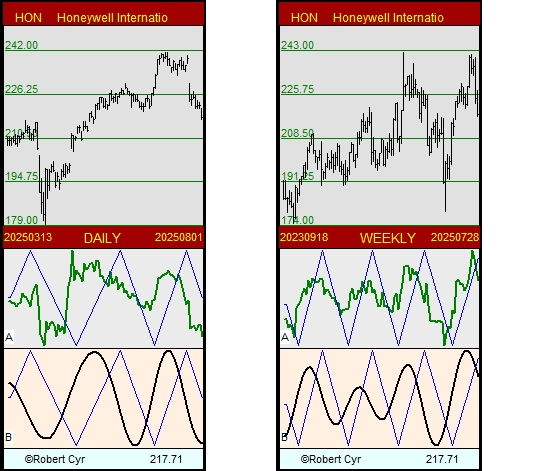 HON Honeywell Internatio
242.00
225.25
210
194.75
179.00
20250313 DAILY 20250801
A
B
©Robert Cyr 217.71
HON Honeywell Internatio
243.00
225.75
208.50
191.25
174.00
20230918 WEEKLY 20250728
A
B
©Robert Cyr 217.71